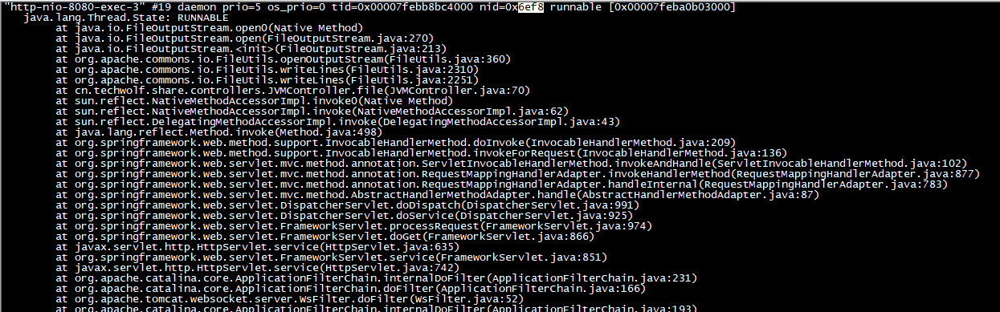 "http-nio-8080-exec-3" #19 daemon prio=5 os_prio=0 tid=0x00007febb8bc4000 nid=0x6ef8 runnable [0x00007feba0b03000]
java.lang.Thread.State: RUNNABLE
at java.io.FileOutputStream.open0(Native Method)
at java.io.FileOutputStream.open(FileOutputStream.java:270)
at java.io.FileOutputStream.<init>(FileOutputStream.java:213)
at org.apache.commons.io.FileUtils.openOutputStream(FileUtils.java:360)
at org.apache.commons.io.FileUtils.writeLines(FileUtils.java:2310)
at org.apache.commons.io.FileUtils.writeLines(FileUtils.java:2251)
at cn.techwolf.share.controllers.JVMController.file(JVMController.java:70)
at sun.reflect.NativeMethodAccessorImpl.invoke0(Native Method)
at sun.reflect.NativeMethodAccessorImpl.invoke(NativeMethodAccessorImpl.java:62)
at sun.reflect.DelegatingMethodAccessorImpl.invoke(DelegatingMethodAccessorImpl.java:43)
at java.lang.reflect.Method.invoke(Method.java:498)
at org.springframework.web.method.support.InvocableHandlerMethod.doInvoke(InvocableHandlerMethod.java:209)
at org.springframework.web.method.support.InvocableHandlerMethod.invokeForRequest(InvocableHandlerMethod.java:136)
at org.springframework.web.servlet.mvc.method.annotation.ServletInvocableHandlerMethod.invokeAndHandle(ServletInvocableHandlerMethod.java:102)
at org.springframework.web.servlet.mvc.method.annotation.RequestMappingHandlerAdapter.invokeHandlerMethod(RequestMappingHandlerAdapter.java:877)
at org.springframework.web.servlet.mvc.method.annotation.RequestMappingHandlerAdapter.handleInternal(RequestMappingHandlerAdapter.java:783)
at org.springframework.web.servlet.mvc.method.AbstractHandlerMethodAdapter.handle(AbstractHandlerMethodAdapter.java:87)
at org.springframework.web.servlet.DispatcherServlet.doDispatch(DispatcherServlet.java:991)
at org.springframework.web.servlet.DispatcherServlet.doService(DispatcherServlet.java:925)
at org.springframework.web.servlet.FrameworkServlet.processRequest(FrameworkServlet.java:974)
at org.springframework.web.servlet.FrameworkServlet.doGet(FrameworkServlet.java:866)
at javax.servlet.http.HttpServlet.service(HttpServlet.java:635)
at org.springframework.web.servlet.FrameworkServlet.service(FrameworkServlet.java:851)
at javax.servlet.http.HttpServlet.service(HttpServlet.java:742)
at org.apache.catalina.core.ApplicationFilterChain.internalDoFilter(ApplicationFilterChain.java:231)
at org.apache.catalina.core.ApplicationFilterChain.doFilter(ApplicationFilterChain.java:166)
at org.apache.tomcat.websocket.server.WsFilter.doFilter(WsFilter.java:52)
at org.apache.catalina.core.ApplicationFilterChain.internalDoFilter(ApplicationFilterChain.java:193)